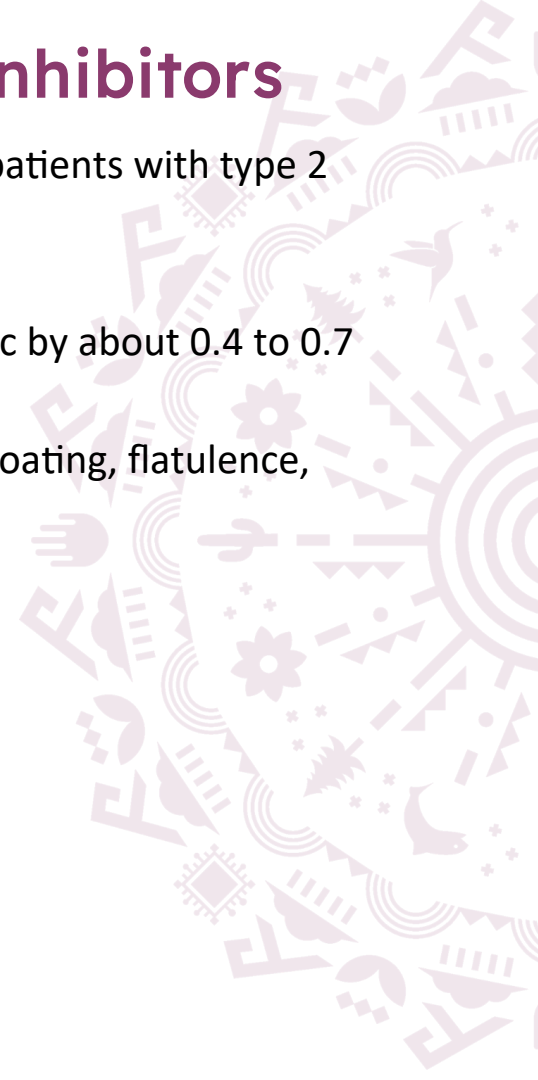 nhibitors
patients with type 2
c by about 0.4 to 0.7
oating, flatulence,